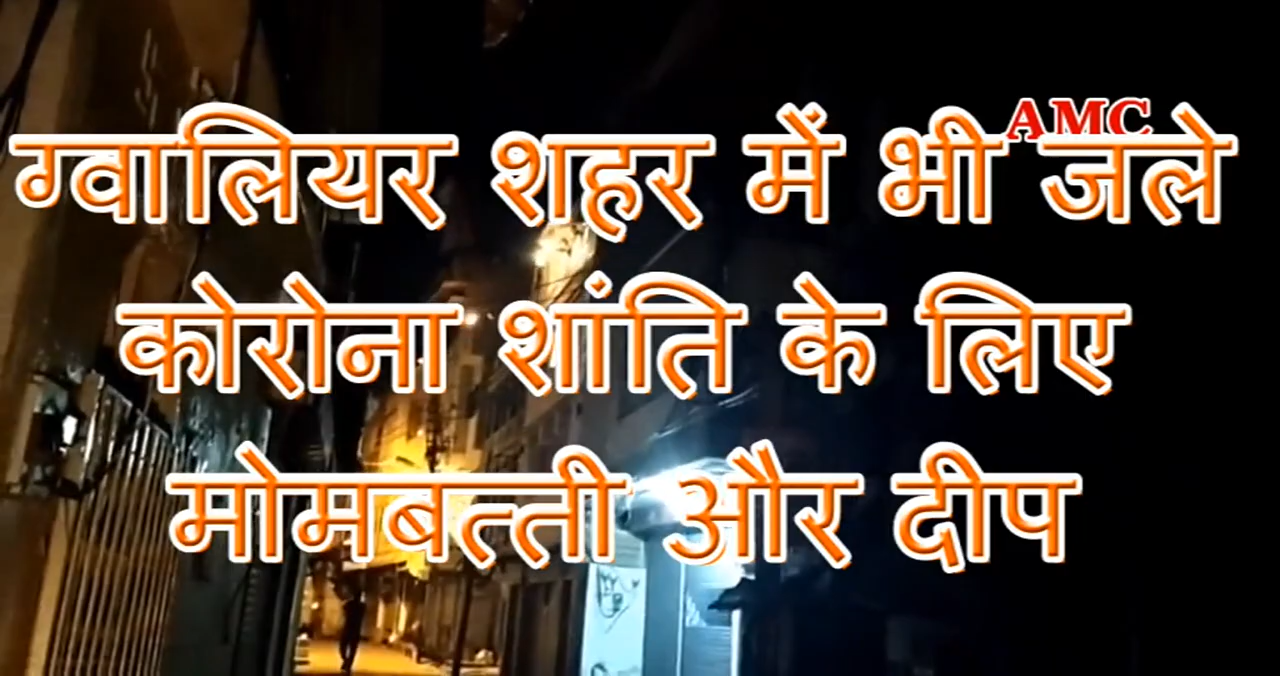 AMC
ग्वालियर शहर में भी जले
कोरोना शांति के लिए
मोमबत्ती और दीप